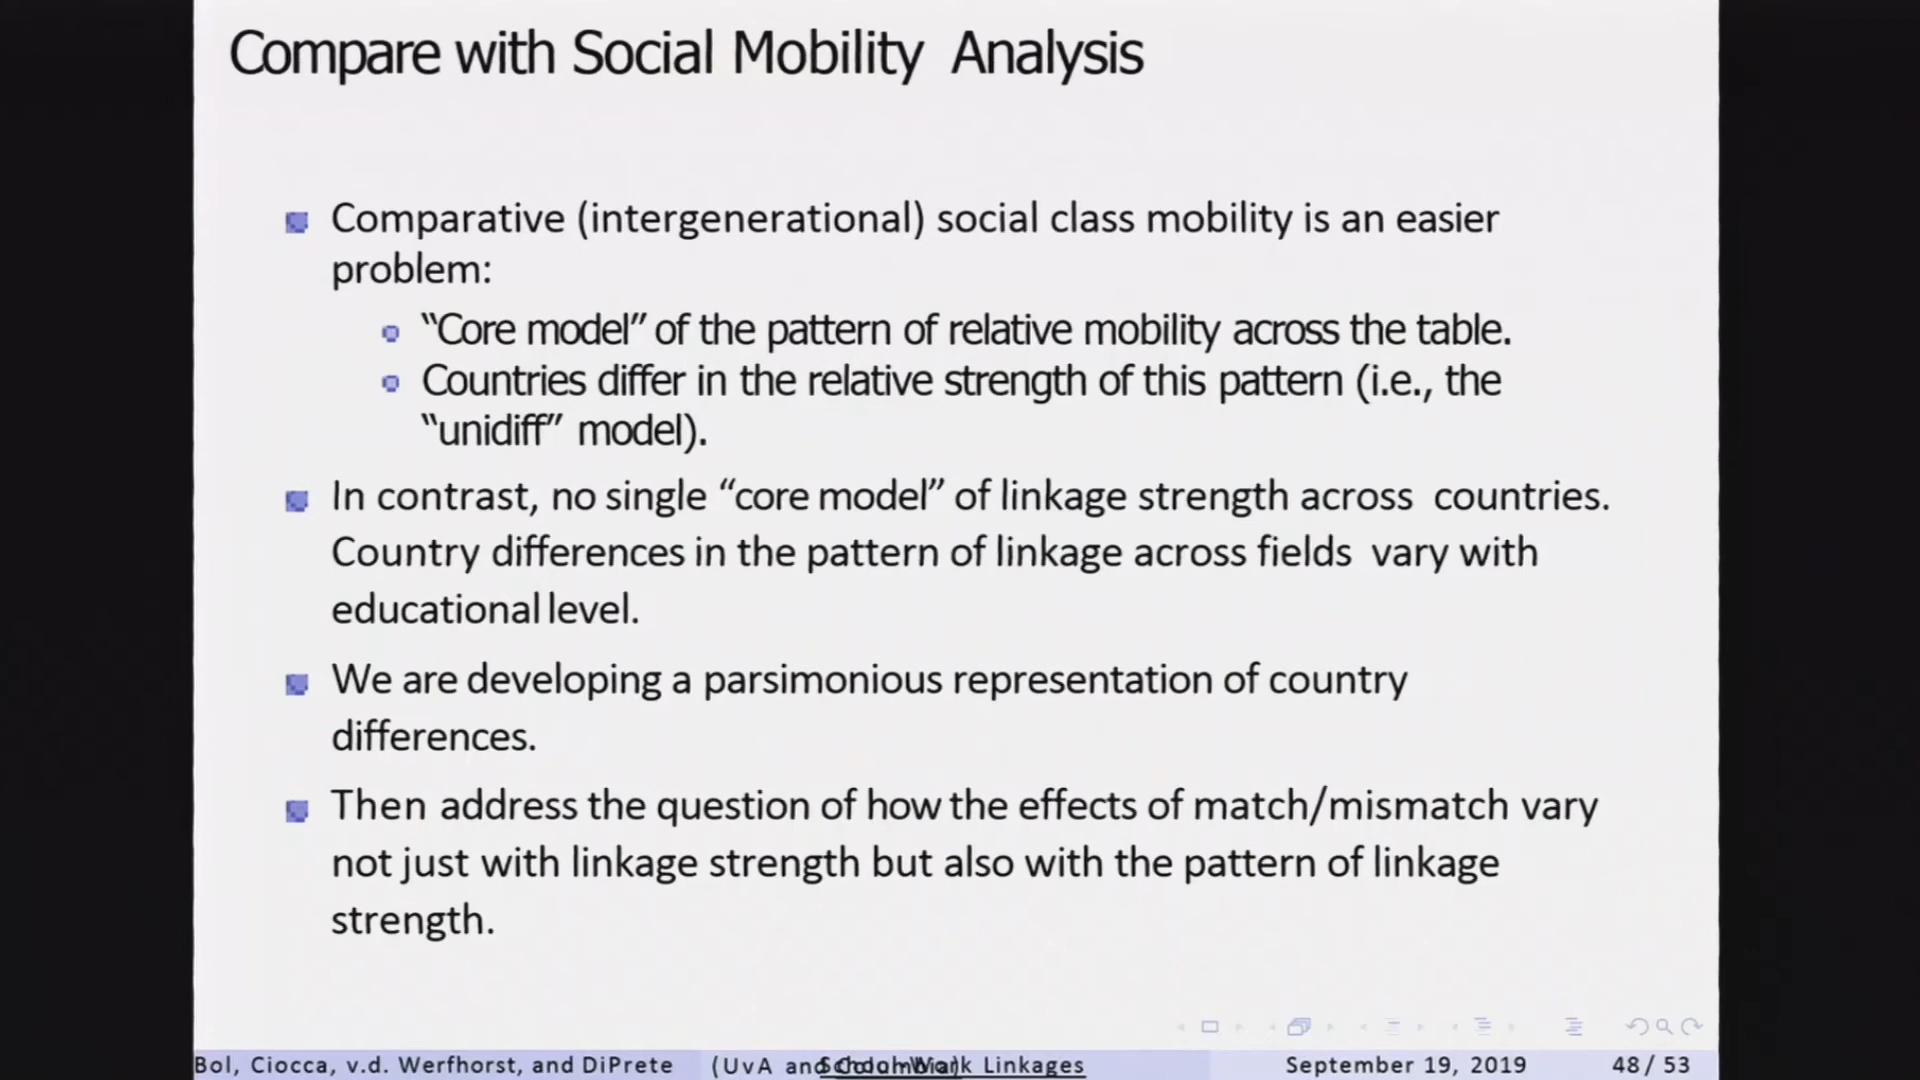 Compare with Social Mobility Analysis
Comparative (intergenerational) social class mobility is an easier
problem:
“Core model” of the pattern of relative mobility across the table.
Countries differ in the relative strength of this pattern (i.e., the
“unidiff” model).
In contrast, no single “core model” of linkage strength across countries.
Country differences in the pattern of linkage across fields vary with
educational level.
We are developing a parsimonious representation of country
differences.
Then address the question of how the effects of match/mismatch vary
not just with linkage strength but also with the pattern of linkage
strength.
Bol, Ciocca, v.d. Werfhorst, and DiPrete (UvA and Linkages September 19, 2019 48 / 53